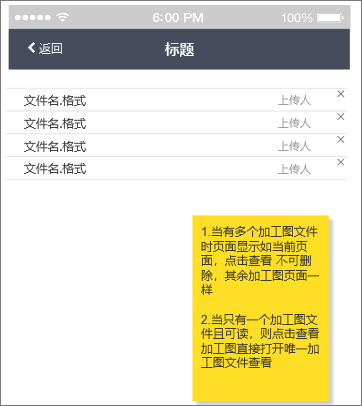 6:00 PM 100%
返回 标题
文件名.格式 上传人
文件名.格式 上传人
文件名.格式 上传人
文件名.格式 上传人
1.当有多个加工图文件
时页面显示如当前页
面，点击查看 不可删
除，其余加工图页面一
样
2.当只有一个加工图文
件且可读，则点击查看
加工图直接打开唯一加
工图文件查看